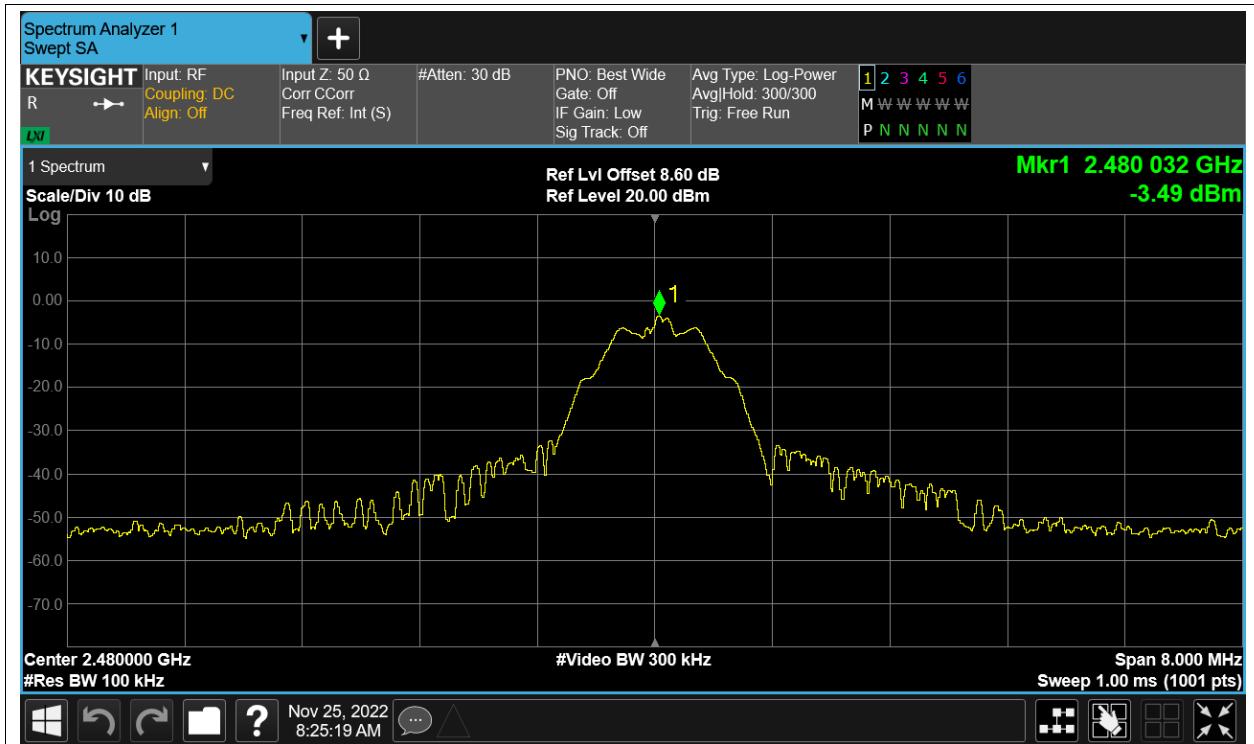 Spectrum Analyzer 1
Swept SA
+
KEYSIGHT
R
LXI
Input: RF
Coupling: DC
Align: Off
Input Z: 50 Ω
Corr CCorr
Freq Ref: Int (S)
#Atten: 30 dB
PNO: Best Wide
Gate: Off
IF Gain: Low
Sig Track: Off
Avg Type: Log-Power
Avg|Hold: 300/300
Trig: Free Run
1 2 3 4 5 6
M W W W W W
P N N N N N
1 Spectrum
Scale/Div 10 dB
Ref Lvl Offset 8.60 dB
Ref Level 20.00 dBm
Mkr1 2.480 032 GHz
-3.49 dBm
Log
10.0
0.00
-10.0
-20.0
-30.0
-40.0
-50.0
-60.0
-70.0
1
Center 2.480000 GHz
#Res BW 100 kHz
#Video BW 300 kHz
Span 8.000 MHz
Sweep 1.00 ms (1001 pts)
?
Nov 25, 2022
8:25:19 AM